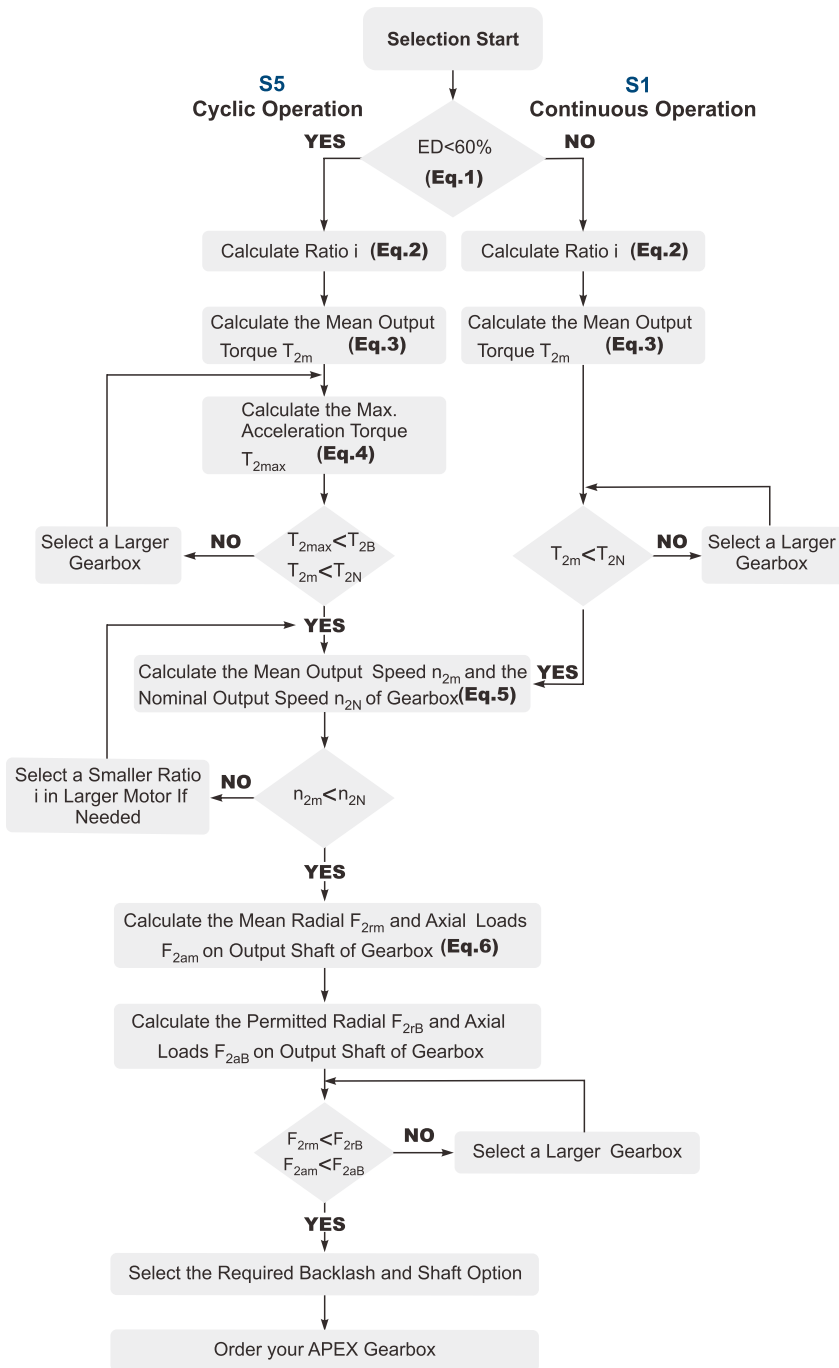 Selection Start
S5
Cyclic Operation
S1
Continuous Operation
YES
ED<60%
(Eq.1)
NO
Calculate Ratio i (Eq.2)
Calculate Ratio i (Eq.2)
Calculate the Mean Output
Torque T2m (Eq.3)
Calculate the Mean Output
Torque T2m (Eq.3)
Calculate the Max.
Acceleration Torque
T2max (Eq.4)
Select a Larger
Gearbox
NO
T2max<T2B
T2m<T2N
T2m<T2N
NO
Select a Larger
Gearbox
YES
Calculate the Mean Output Speed n2m and the
Nominal Output Speed n2N of Gearbox(Eq.5)
YES
Select a Smaller Ratio
i in Larger Motor If
Needed
NO
n2m<n2N
YES
Calculate the Mean Radial F2rm and Axial Loads
F2am on Output Shaft of Gearbox (Eq.6)
Calculate the Permitted Radial F2rB and Axial
Loads F2aB on Output Shaft of Gearbox
F2rm<F2rB
F2am<F2aB
NO
Select a Larger Gearbox
YES
Select the Required Backlash and Shaft Option
Order your APEX Gearbox